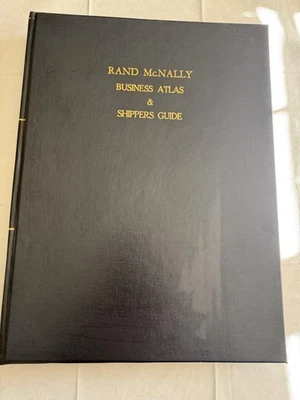 RAND McNALLY
BUSINESS ATLAS
&
SHIPPERS GUIDE